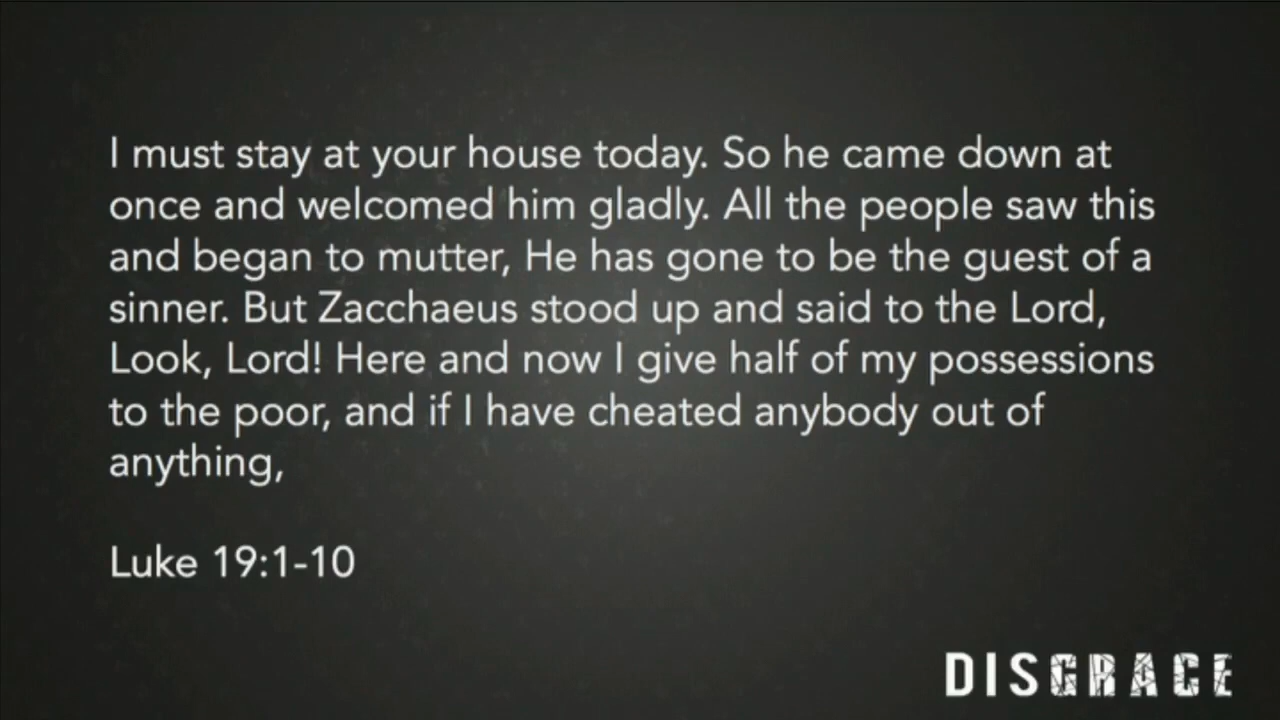 I must stay at your house today. So he came down at
once and welcomed him gladly. All the people saw this
and began to mutter, He has gone to be the guest of a
sinner. But Zacchaeus stood up and said to the Lord,
Look, Lord! Here and now I give half of my possessions
to the poor, and if I have cheated anybody out of
anything,
Luke 19:1-10
DISGRACE